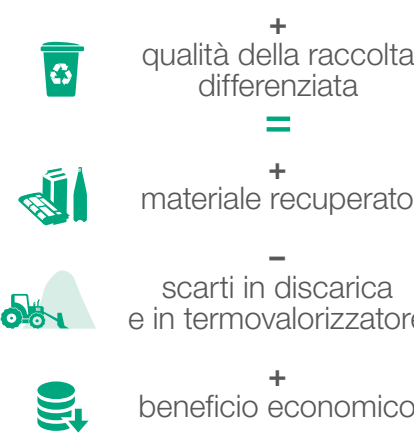 +
qualità della raccolta
differenziata
=
+
materiale recuperato
–
scarti in discarica
e in termovalorizzatore
+
beneficio economico